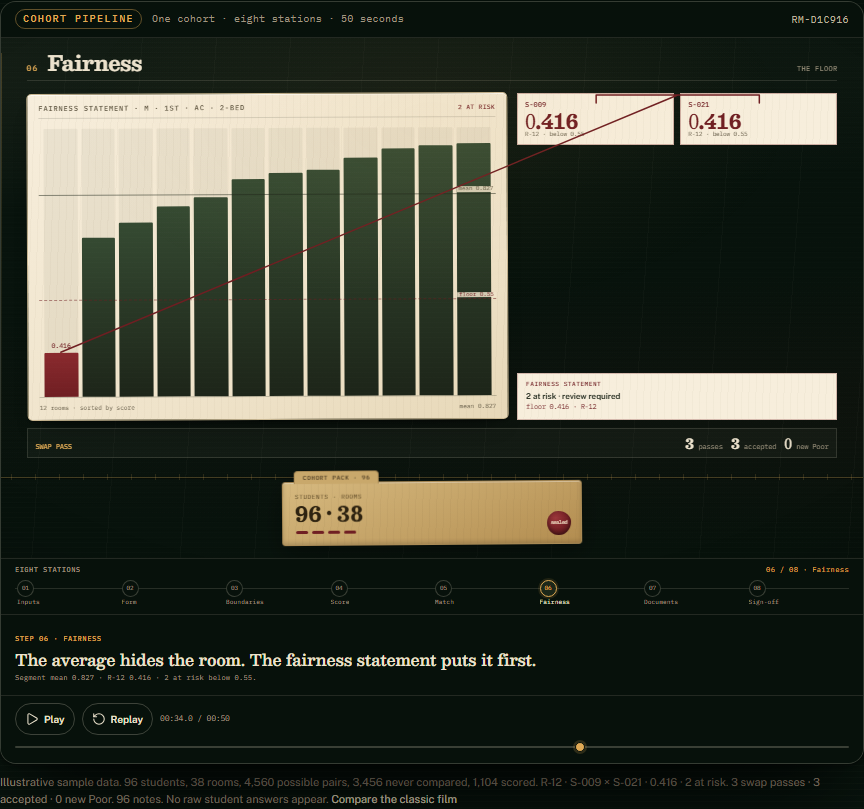 COHORT PIPELINE One cohort · eight stations · 50 seconds RM-D1C916
06 Fairness THE FLOOR
FAIRNESS STATEMENT · M · 1ST · AC · 2-BED 2 AT RISK
mean 0.827
floor 0.55
0.416
12 rooms · sorted by score mean 0.827
S-009
0.416
R-12 · below 0.55
S-021
0.416
R-12 · below 0.55
FAIRNESS STATEMENT
2 at risk · review required
floor 0.416 · R-12
SWAP PASS 3 passes 3 accepted 0 new Poor
COHORT PACK · 96
STUDENTS · ROOMS
96 · 38
sealed
EIGHT STATIONS 06 / 08 · Fairness
01 02 03 04 05 06 07 08
Inputs Form Boundaries Score Match Fairness Documents Sign-off
STEP 06 · FAIRNESS
The average hides the room. The fairness statement puts it first.
Segment mean 0.827 · R-12 0.416 · 2 at risk below 0.55.
Play Replay 00:34.0 / 00:50
Illustrative sample data. 96 students, 38 rooms, 4,560 possible pairs, 3,456 never compared, 1,104 scored. R-12 · S-009 × S-021 · 0.416 · 2 at risk. 3 swap passes · 3
accepted · 0 new Poor. 96 notes. No raw student answers appear. Compare the classic film